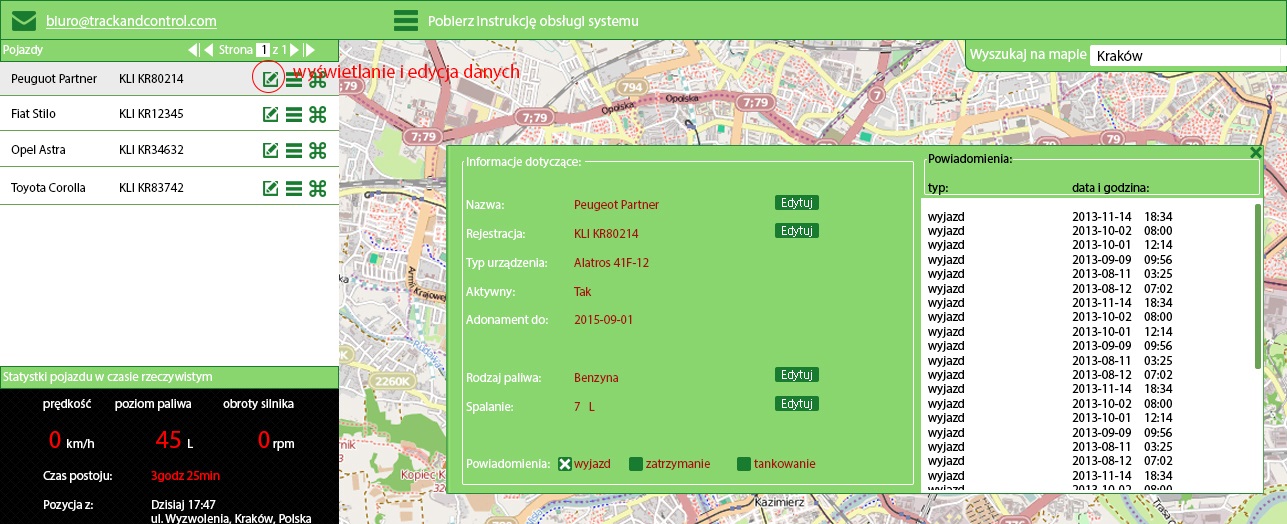 biuro@trackandcontrol.com
Pobierz instrukcję obsługi systemu
Pojazdy
Strona 1 z 1
Wyszukaj na mapie Kraków
Peuguot Partner KLI KR80214
wyświetlanie i edycja danych
Fiat Stilo KLI KR12345
Opel Astra KLI KR34632
Toyota Corolla KLI KR83742
794
Opolska
Opolska
7;79
7;79
7;79
7;79
7
79
Armii Krajowej
2260K
Kazimierz
Informacje dotyczące:
Nazwa: Peugeot Partner Edytuj
Rejestracja: KLI KR80214 Edytuj
Typ urządzenia: Alatros 41F-12
Aktywny: Tak
Adonament do: 2015-09-01
Rodzaj paliwa: Benzyna Edytuj
Spalanie: 7 L Edytuj
Powiadomienia: wyjazd zatrzymanie tankowanie
Powiadomienia:
typ: data i godzina:
wyjazd 2013-11-14 18:34
wyjazd 2013-10-02 08:00
wyjazd 2013-10-01 12:14
wyjazd 2013-09-09 09:56
wyjazd 2013-08-11 03:25
wyjazd 2013-08-12 07:02
wyjazd 2013-11-14 18:34
wyjazd 2013-10-02 08:00
wyjazd 2013-10-01 12:14
wyjazd 2013-09-09 09:56
wyjazd 2013-08-11 03:25
wyjazd 2013-08-12 07:02
wyjazd 2013-11-14 18:34
wyjazd 2013-10-02 08:00
wyjazd 2013-10-01 12:14
wyjazd 2013-09-09 09:56
wyjazd 2013-08-11 03:25
wyjazd 2013-08-12 07:02
wyjazd 2013-11-14 18:34
wyjazd 2013-10-02 08:00
Statystki pojazdu w czasie rzeczywistym
prędkość poziom paliwa obroty silnika
0 km/h 45 L 0 rpm
Czas postoju: 3godz 25min
Pozycja z: Dzisiaj 17:47
ul. Wyzwolenia, Kraków, Polska